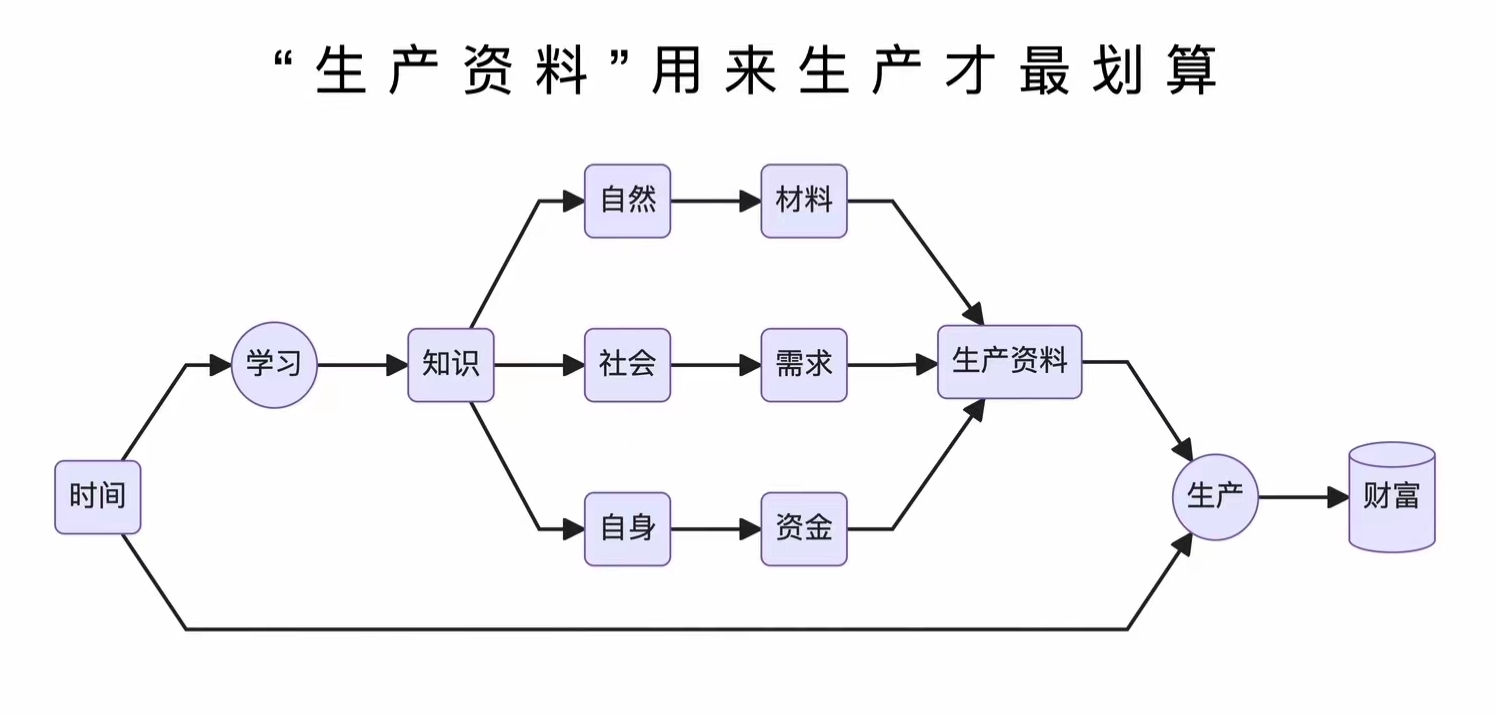 “生产资料”用来生产才最划算
自然
材料
学习
知识
社会
需求
生产资料
时间
生产
财富
自身
资金